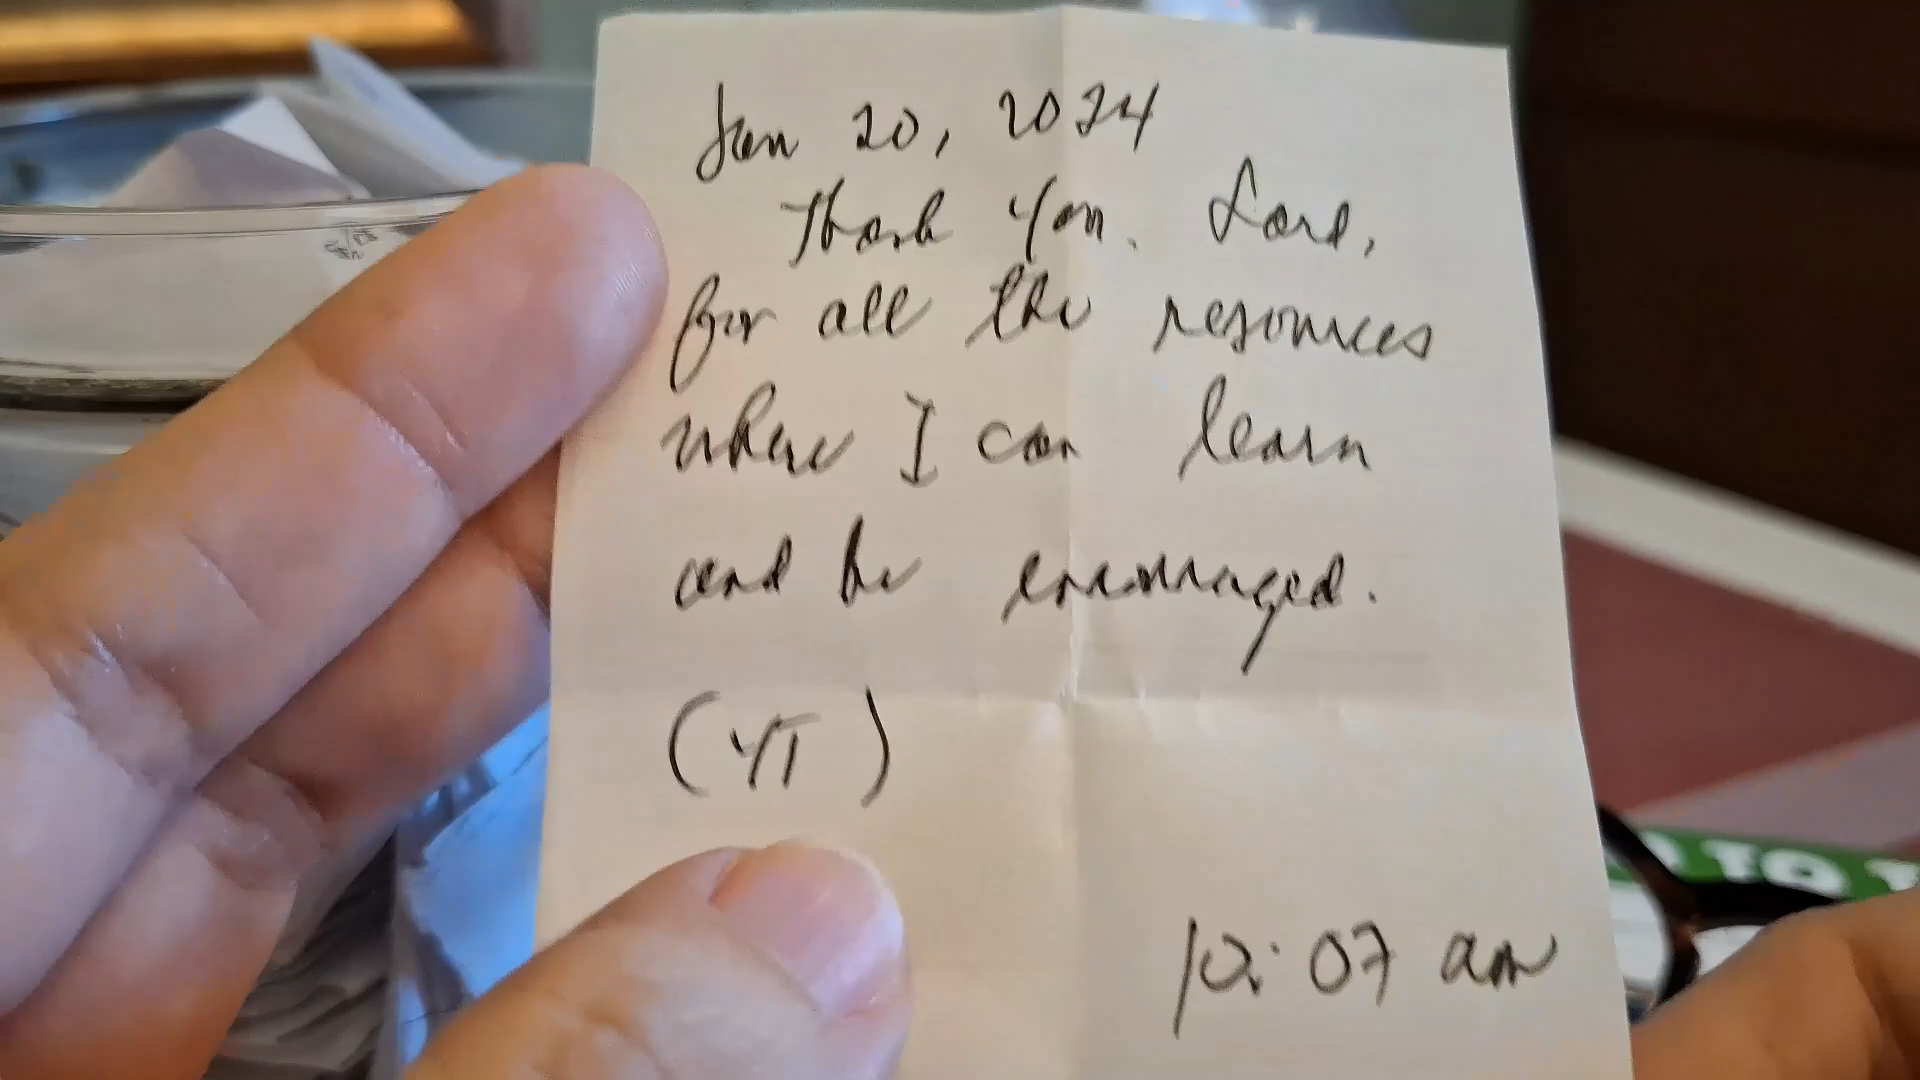 Jan 20, 2024
Thank You, Lord,
for all the resources
where I can learn
and be encouraged.
(YT)
10:07 am
TO